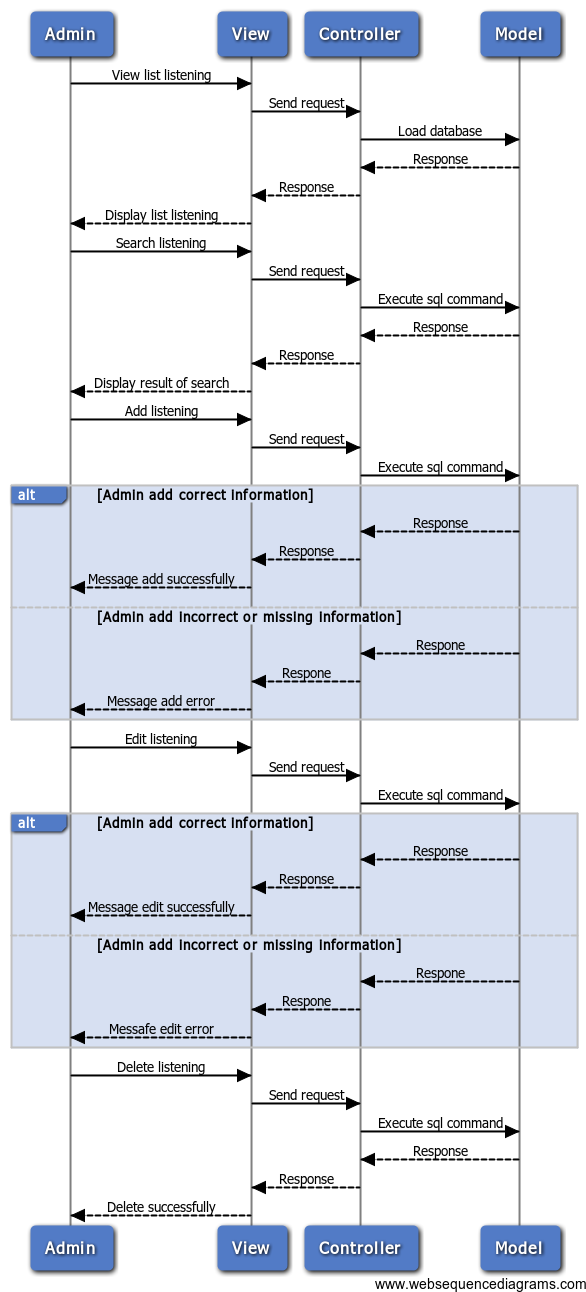 Admin View Controller Model
View list listening
Send request
Load database
Response
Response
Display list listening
Search listening
Send request
Execute sql command
Response
Response
Display result of search
Add listening
Send request
Execute sql command
alt [Admin add correct information]
Response
Response
Message add successfully
[Admin add incorrect or missing information]
Respone
Respone
Message add error
Edit listening
Send request
Execute sql command
alt [Admin add correct information]
Response
Response
Message edit successfully
[Admin add incorrect or missing information]
Respone
Respone
Messafe edit error
Delete listening
Send request
Execute sql command
Response
Response
Delete successfully
Admin View Controller Model
www.websequencediagrams.com